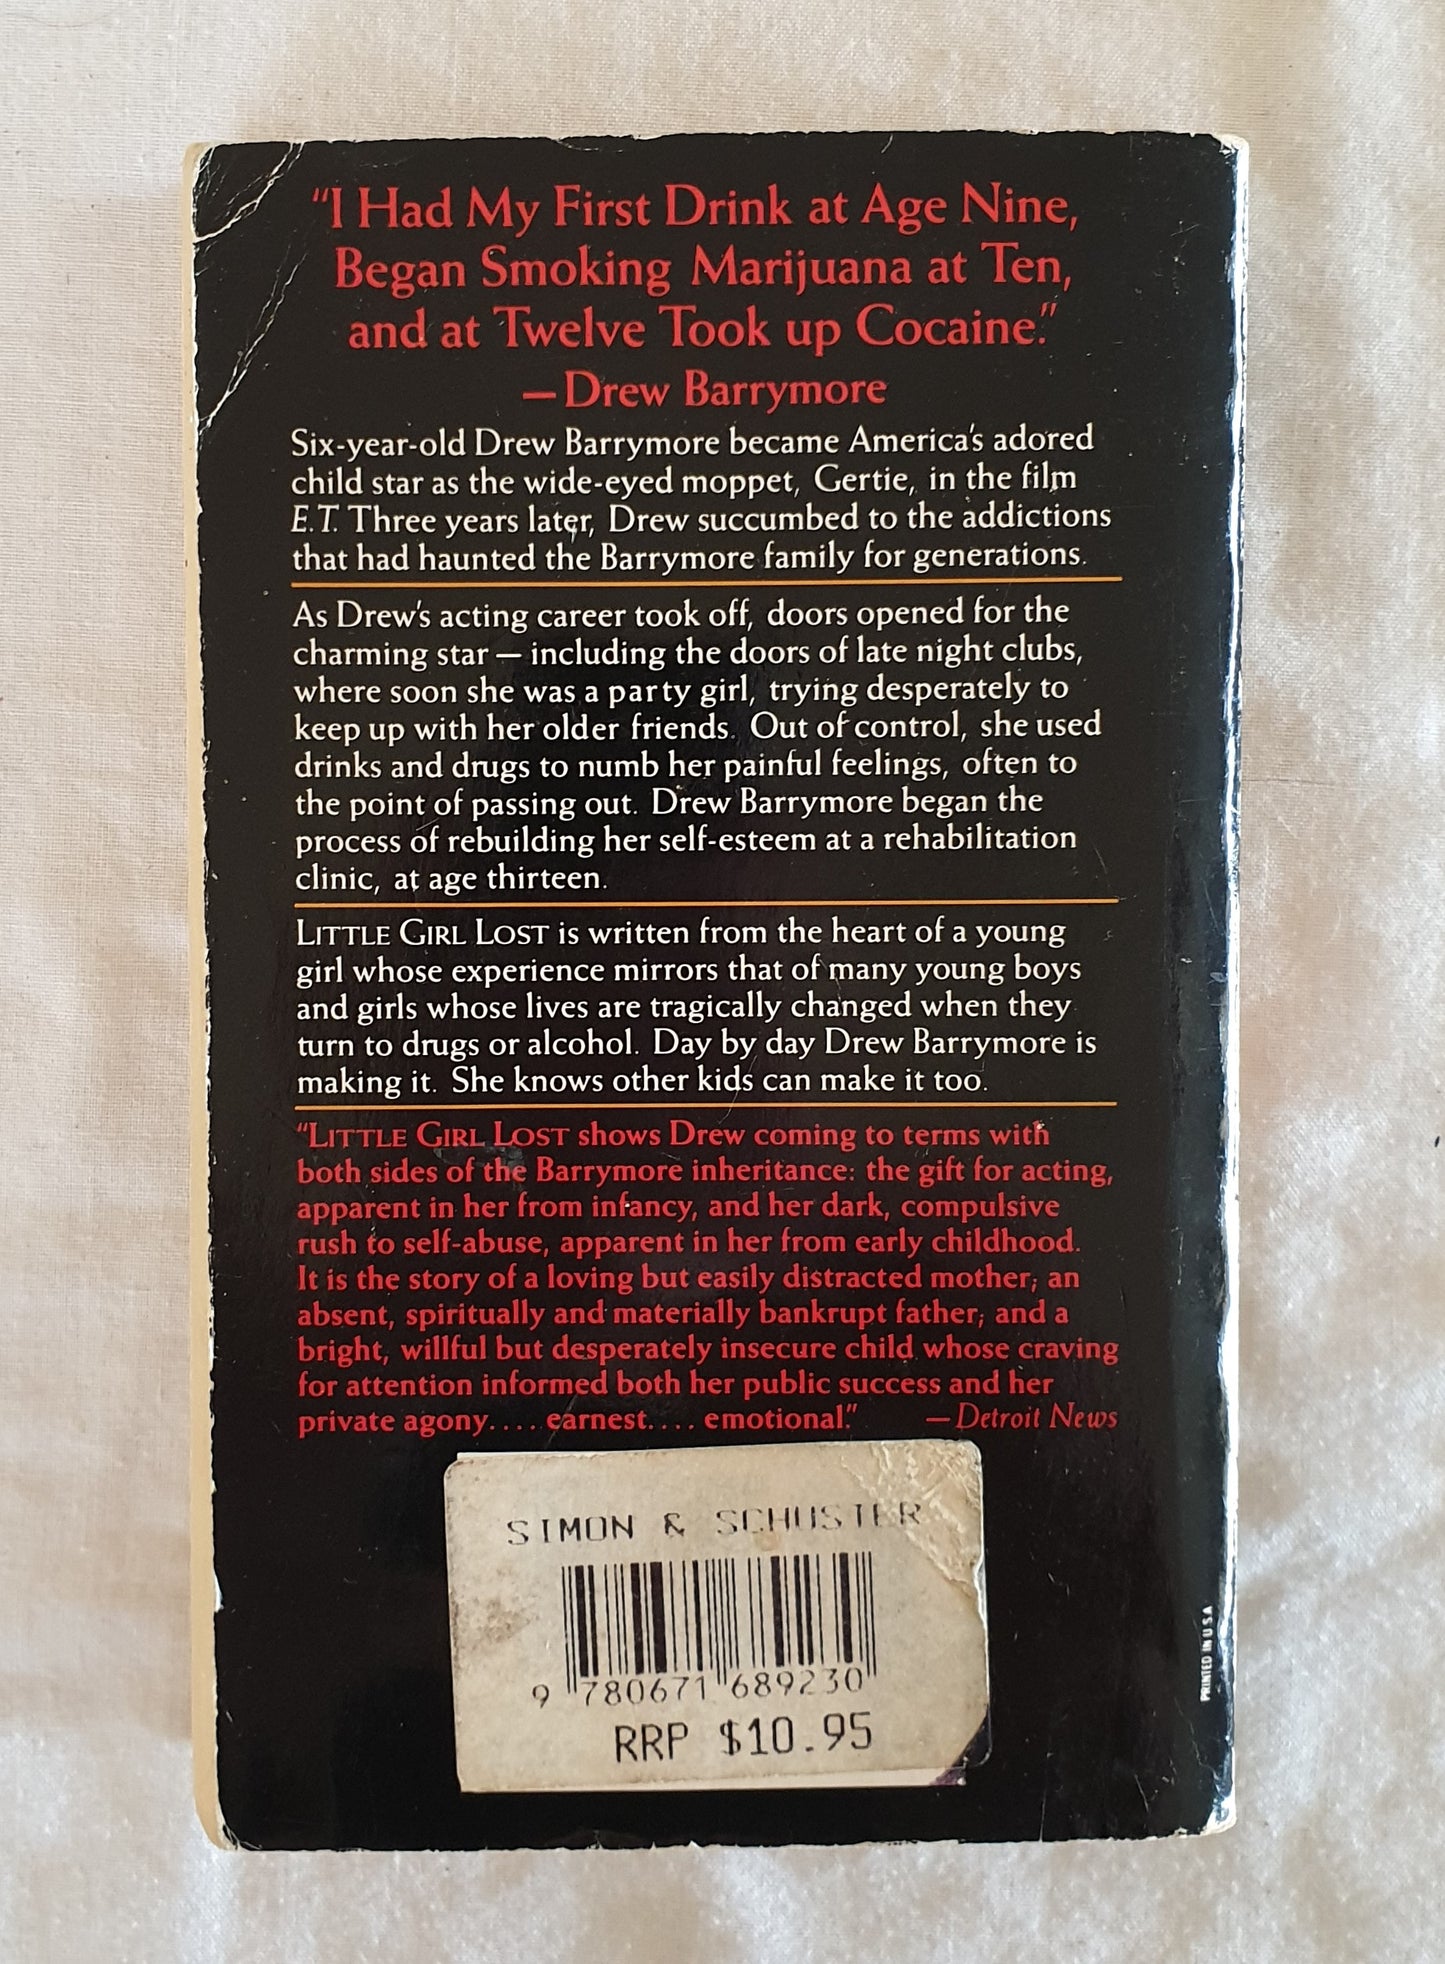 "I Had My First Drink at Age Nine,
Began Smoking Marijuana at Ten,
and at Twelve Took up Cocaine."
—Drew Barrymore
Six-year-old Drew Barrymore became America's adored
child star as the wide-eyed moppet, Gertie, in the film
E.T. Three years later, Drew succumbed to the addictions
that had haunted the Barrymore family for generations.
As Drew's acting career took off, doors opened for the
charming star — including the doors of late night clubs,
where soon she was a party girl, trying desperately to
keep up with her older friends. Out of control, she used
drinks and drugs to numb her painful feelings, often to
the point of passing out. Drew Barrymore began the
process of rebuilding her self-esteem at a rehabilitation
clinic, at age thirteen.
LITTLE GIRL LOST is written from the heart of a young
girl whose experience mirrors that of many young boys
and girls whose lives are tragically changed when they
turn to drugs or alcohol. Day by day Drew Barrymore is
making it. She knows other kids can make it too.
"LITTLE GIRL LOST shows Drew coming to terms with
both sides of the Barrymore inheritance: the gift for acting,
apparent in her from infancy, and her dark, compulsive
rush to self-abuse, apparent in her from early childhood.
It is the story of a loving but easily distracted mother; an
absent, spiritually and materially bankrupt father; and a
bright, willful but desperately insecure child whose craving
for attention informed both her public success and her
private agony.... earnest.... emotional." —Detroit News
SIMON & SCHUSTER
9 780671 689230
RRP $10.95
PRINTED IN U S A